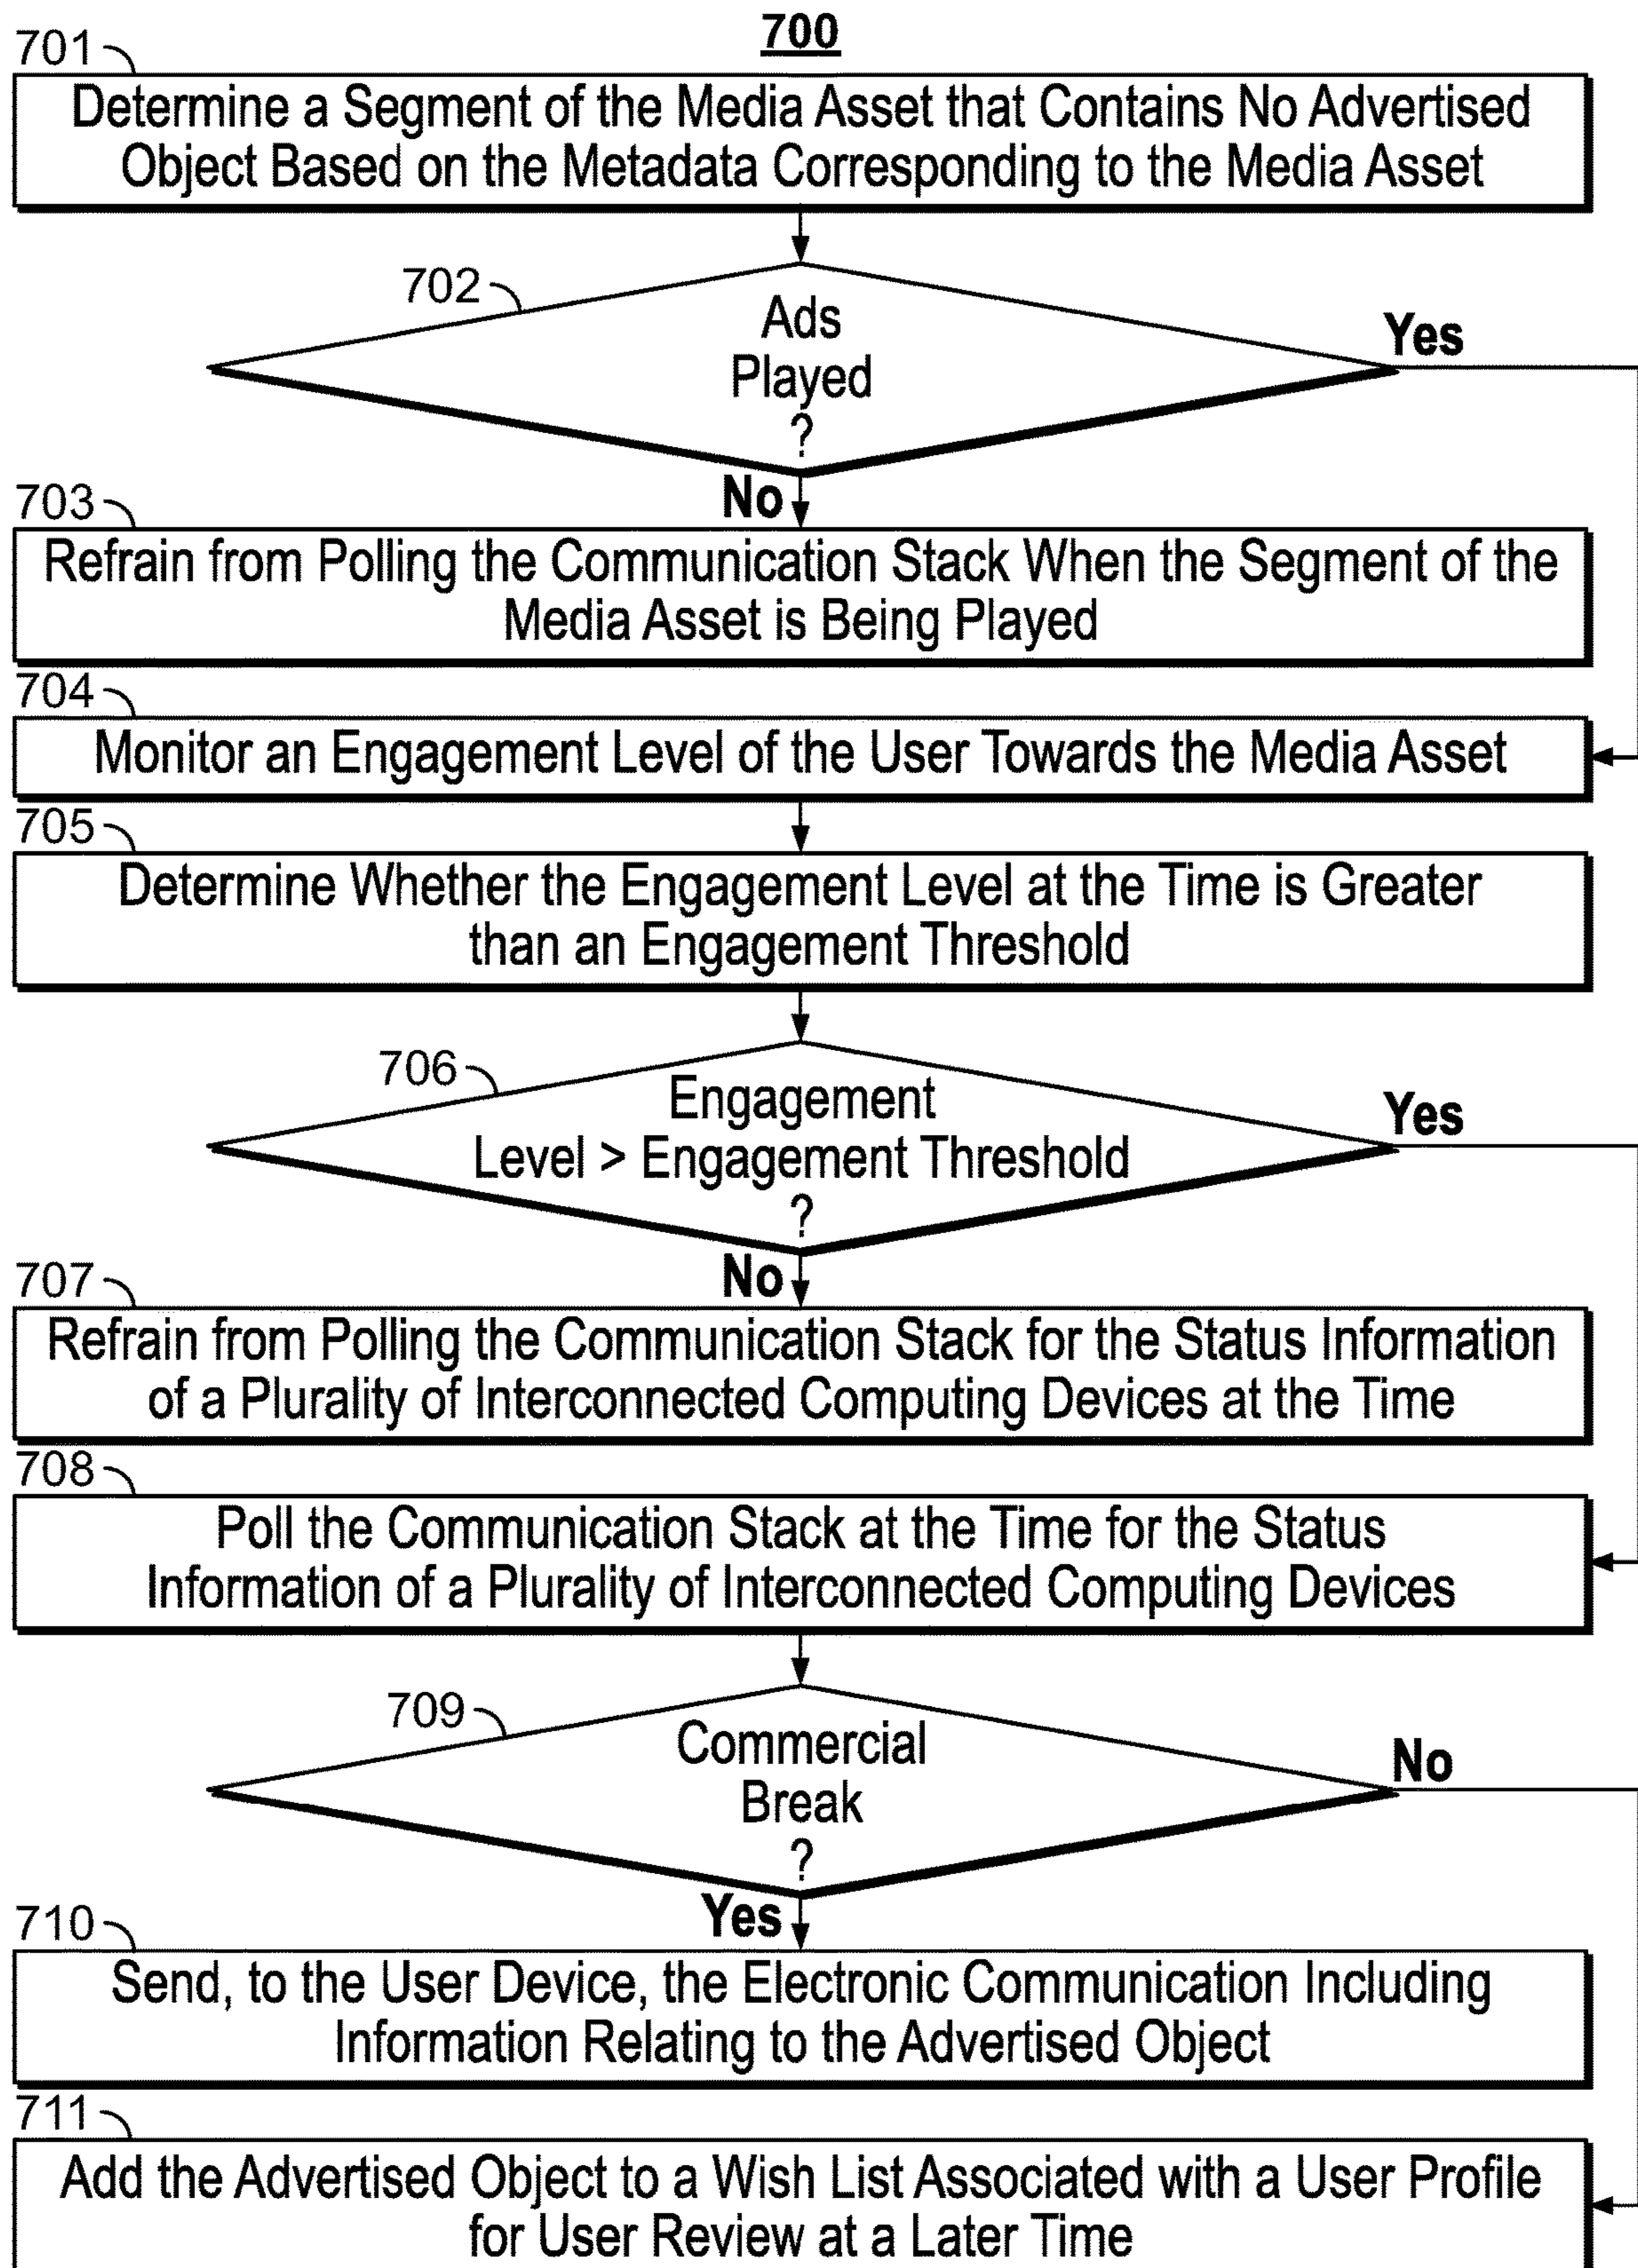 700
701
Determine a Segment of the Media Asset that Contains No Advertised
Object Based on the Metadata Corresponding to the Media Asset
702
Ads
Played
?
Yes
No
703
Refrain from Polling the Communication Stack When the Segment of the
Media Asset is Being Played
704
Monitor an Engagement Level of the User Towards the Media Asset
705
Determine Whether the Engagement Level at the Time is Greater
than an Engagement Threshold
706
Engagement
Level > Engagement Threshold
?
Yes
No
707
Refrain from Polling the Communication Stack for the Status Information
of a Plurality of Interconnected Computing Devices at the Time
708
Poll the Communication Stack at the Time for the Status
Information of a Plurality of Interconnected Computing Devices
709
Commercial
Break
?
No
Yes
710
Send, to the User Device, the Electronic Communication Including
Information Relating to the Advertised Object
711
Add the Advertised Object to a Wish List Associated with a User Profile
for User Review at a Later Time